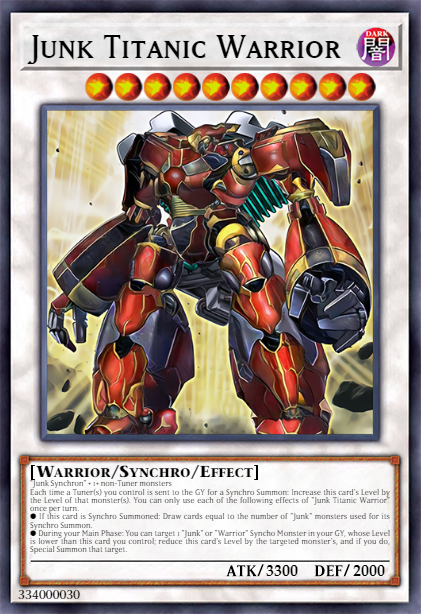 Junk Titanic Warrior
DARK
闇
[Warrior/Synchro/Effect]
"Junk Synchron" + 1+ non-Tuner monsters
Each time a Tuner(s) you control is sent to the GY for a Synchro Summon: Increase this card's Level by
the Level of that monster(s). You can only use each of the following effects of "Junk Titanic Warrior"
once per turn.
● If this card is Synchro Summoned: Draw cards equal to the number of "Junk" monsters used for its
Synchro Summon.
● During your Main Phase: You can target 1 "Junk" or "Warrior" Syncho Monster in your GY, whose Level
is lower than this card you control; reduce this card's Level by the targeted monster's, and if you do,
Special Summon that target.
ATK/3300 DEF/2000
334000030